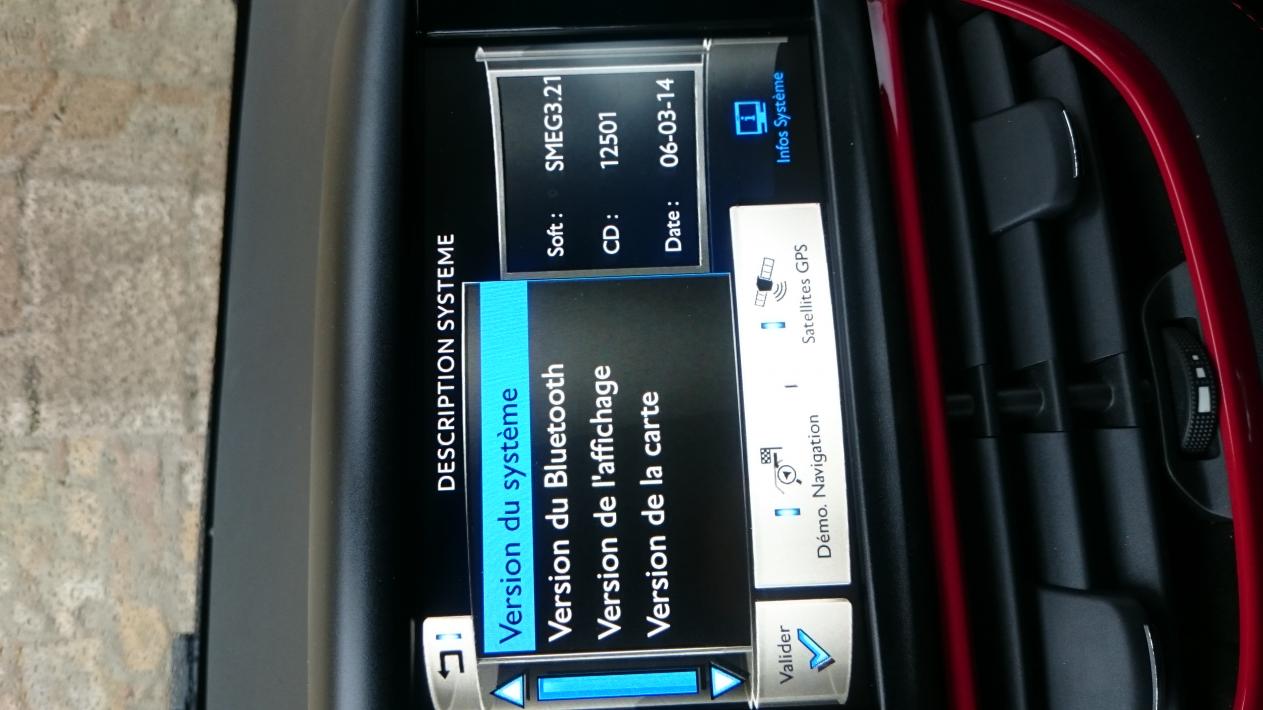 DESCRIPTION SYSTEME
Version du système
Version du Bluetooth
Version de l'affichage
Version de la carte
Soft : SMEG3.21
CD : 12501
Date : 06-03-14
Valider
Démo. Navigation
Satellites GPS
Infos Système